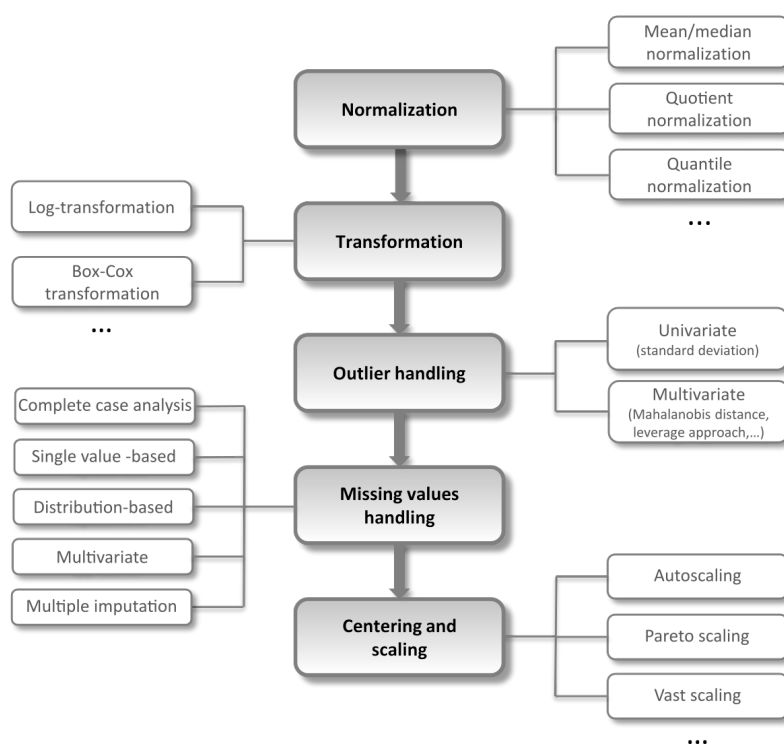 Normalization
Mean/median
normalization
Quotient
normalization
Quantile
normalization
...
Transformation
Log-transformation
Box-Cox
transformation
...
Outlier handling
Univariate
(standard deviation)
Multivariate
(Mahalanobis distance,
leverage approach,...)
Missing values
handling
Complete case analysis
Single value -based
Distribution-based
Multivariate
Multiple imputation
Centering and
scaling
Autoscaling
Pareto scaling
Vast scaling
...